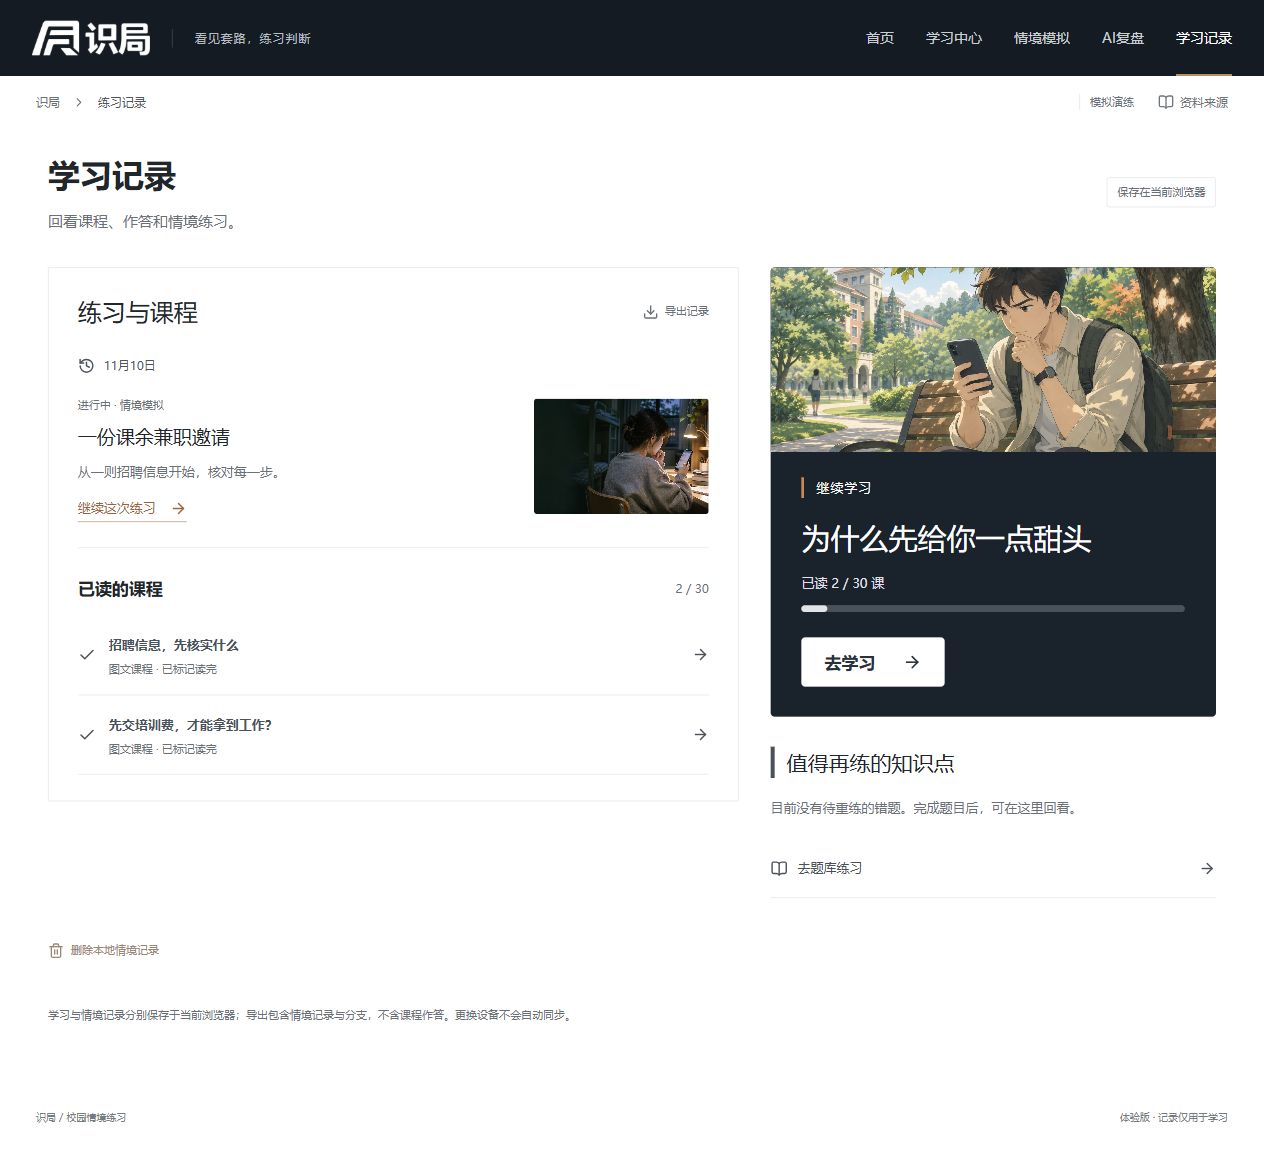 识局
看见套路，练习判断
首页
学习中心
情境模拟
AI复盘
学习记录
识局 > 练习记录
模拟演练
资料来源
学习记录
回看课程、作答和情境练习。
保存在当前浏览器
练习与课程
导出记录
11月10日
进行中 · 情境模拟
一份课余兼职邀请
从一则招聘信息开始，核对每一步。
继续这次练习
已读的课程
2 / 30
招聘信息，先核实什么
图文课程 · 已标记读完
先交培训费，才能拿到工作？
图文课程 · 已标记读完
继续学习
为什么先给你一点甜头
已读 2 / 30 课
去学习
值得再练的知识点
目前没有待重练的错题。完成题目后，可在这里回看。
去题库练习
删除本地情境记录
学习与情境记录分别保存于当前浏览器；导出包含情境记录与分支，不含课程作答。更换设备不会自动同步。
识局 / 校园情境练习
体验版 · 记录仅用于学习